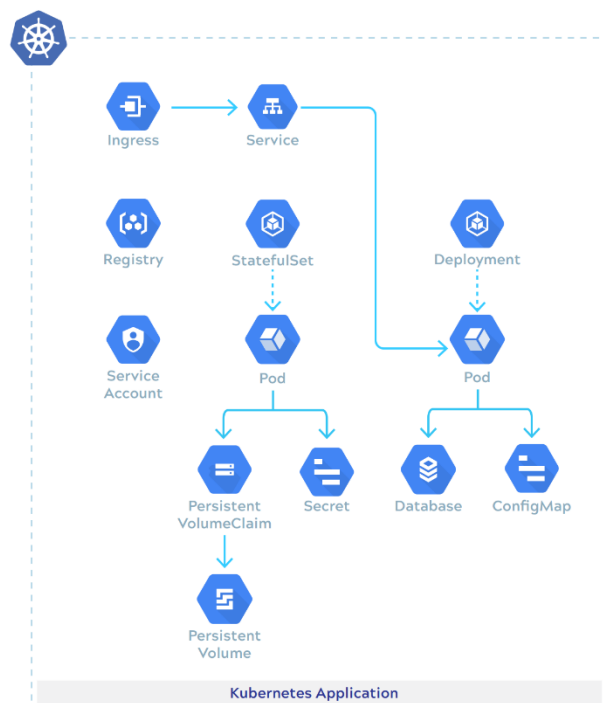 Ingress
Service
Registry
StatefulSet
Deployment
Service
Account
Pod
Pod
Persistent
VolumeClaim
Secret
Database
ConfigMap
Persistent
Volume
Kubernetes Application